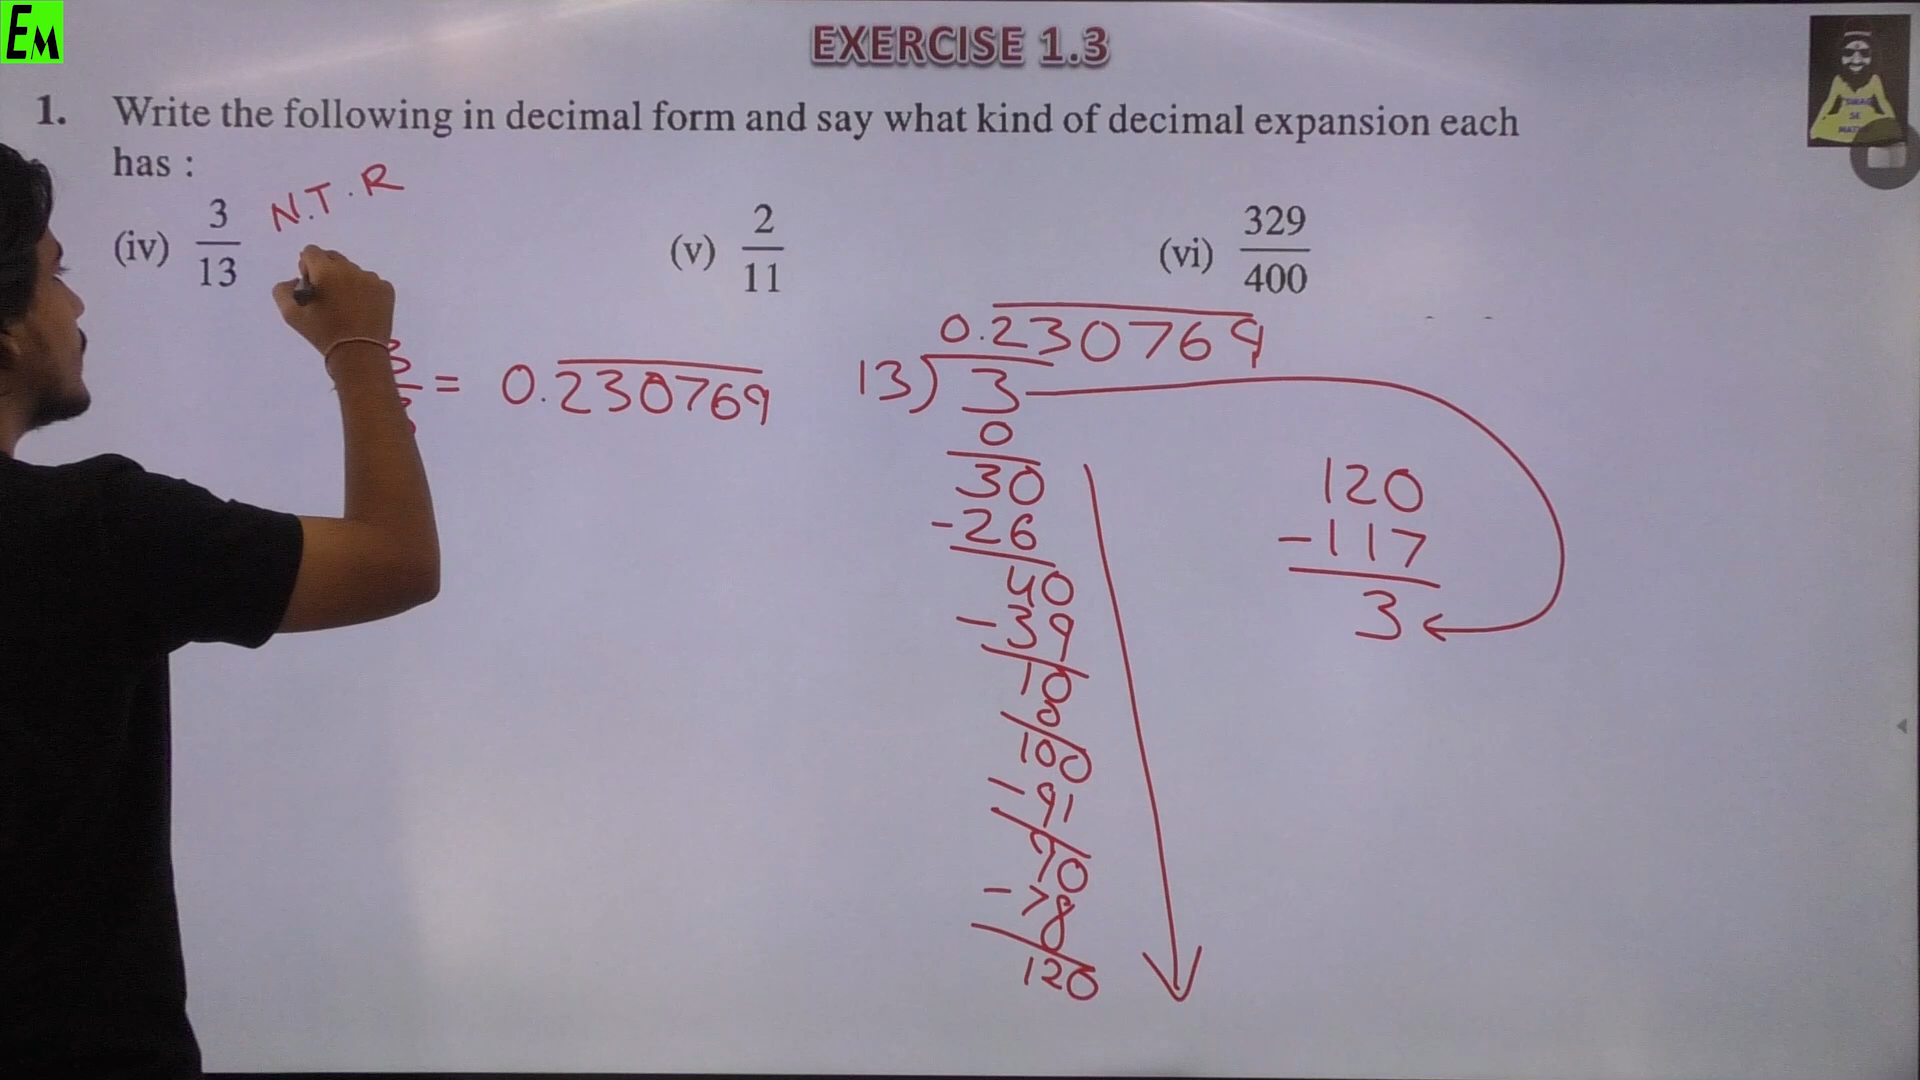 EM
EXERCISE 1.3
1. Write the following in decimal form and say what kind of decimal expansion each
has :
(iv) 3/13 N.T.R
(v) 2/11
(vi) 329/400
= 0.230769
0.230769
13) 3
0
30
-26
40
-39
10
0
100
-91
90
-78
120
120
-117
3